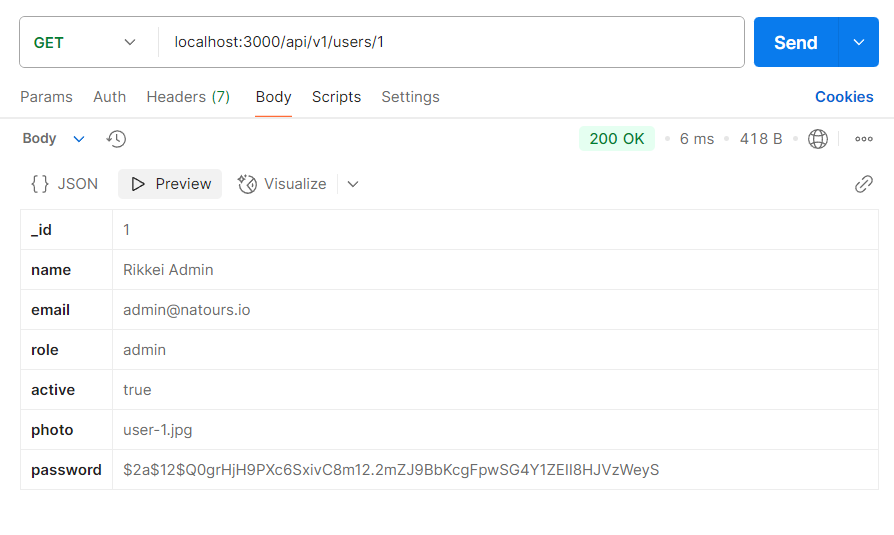 GET localhost:3000/api/v1/users/1 Send
Params Auth Headers (7) Body Scripts Settings Cookies
Body 200 OK 6 ms 418 B
{} JSON Preview Visualize
_id 1
name Rikkei Admin
email admin@natours.io
role admin
active true
photo user-1.jpg
password $2a$12$Q0grHjH9PXc6SxivC8m12.2mZJ9BbKcgFpwSG4Y1ZEII8HJVzWeyS